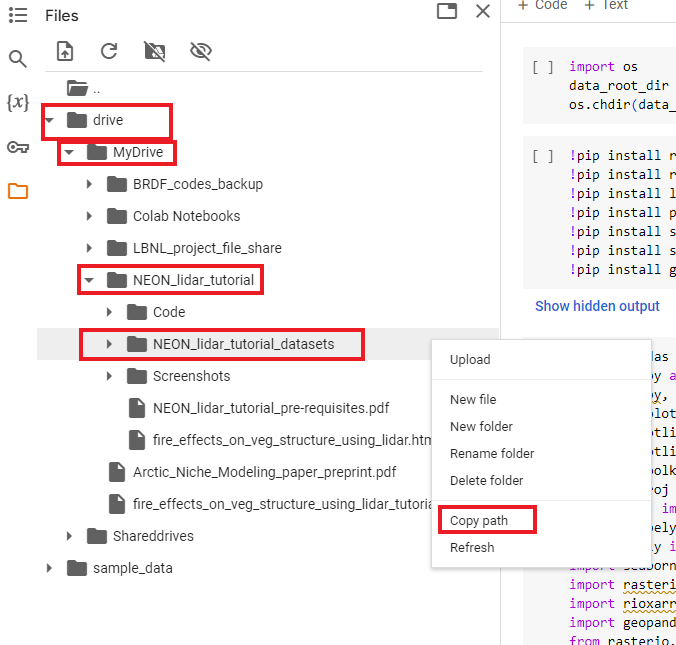 Files
+ Code + Text
..
drive
MyDrive
BRDF_codes_backup
Colab Notebooks
LBNL_project_file_share
NEON_lidar_tutorial
Code
NEON_lidar_tutorial_datasets
Screenshots
NEON_lidar_tutorial_pre-requisites.pdf
fire_effects_on_veg_structure_using_lidar.htm
Arctic_Niche_Modeling_paper_preprint.pdf
fire_effects_on_veg_structure_using_lidar_tutoria
Shareddrives
sample_data
{x}
Upload
New file
New folder
Rename folder
Delete folder
Copy path
Refresh
[ ] import os
data_root_dir
os.chdir(data_
[ ] !pip install r
!pip install r
!pip install l
!pip install p
!pip install s
!pip install s
!pip install g
Show hidden output
import seaborn
import rasteri
import rioxarr
import geopand
from rasterio.